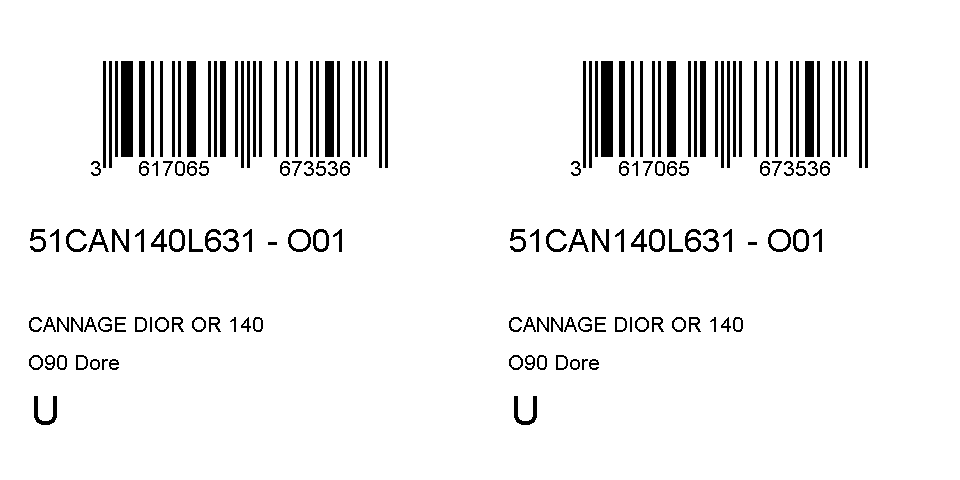 3 617065 673536
51CAN140L631 - O01
CANNAGE DIOR OR 140
O90 Dore
U
3 617065 673536
51CAN140L631 - O01
CANNAGE DIOR OR 140
O90 Dore
U